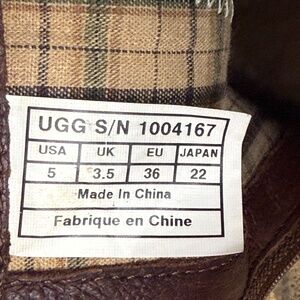 UGG S/N 1004167
USA UK EU JAPAN
5 3.5 36 22
Made In China
Fabrique en Chine